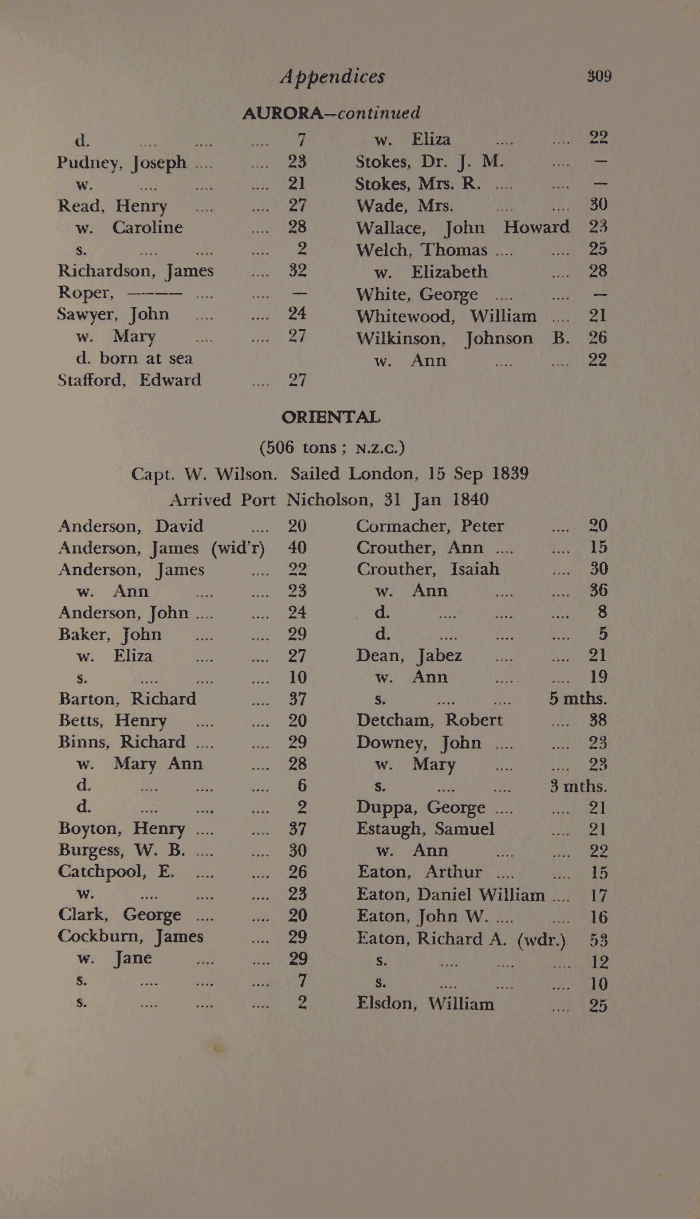 Appendices 309
AURORA—continued
d. .... .... .... 7
Pudney, Joseph .... .... 23
w. .... .... .... 21
Read, Henry .... .... 27
w. Caroline .... 28
s. .... .... .... 2
Richardson, James .... 32
Roper, ———— .... .... —
Sawyer, John .... .... 24
w. Mary .... .... 27
d. born at sea
Stafford, Edward .... 27
w. Eliza .... .... 22
Stokes, Dr. J. M. .... —
Stokes, Mrs. R. .... .... —
Wade, Mrs. .... .... 30
Wallace, John Howard 23
Welch, Thomas .... .... 25
w. Elizabeth .... 28
White, George .... .... —
Whitewood, William .... 21
Wilkinson, Johnson B. 26
w. Ann .... .... 22
ORIENTAL
(506 tons ; N.Z.C.)
Capt. W. Wilson. Sailed London, 15 Sep 1839
Arrived Port Nicholson, 31 Jan 1840
Anderson, David .... 20
Anderson, James (wid'r) 40
Anderson, James .... 22
w. Ann .... .... 23
Anderson, John .... .... 24
Baker, John .... .... 29
w. Eliza .... .... 27
s. .... .... .... 10
Barton, Richard .... 37
Betts, Henry .... .... 20
Binns, Richard .... .... 29
w. Mary Ann .... 28
d. .... .... .... 6
d. .... .... .... 2
Boyton, Henry .... .... 37
Burgess, W. B. .... .... 30
Catchpool, E. .... .... 26
w. .... .... .... 23
Clark, George .... .... 20
Cockburn, James .... 29
w. Jane .... .... 29
s. .... .... .... 7
s. .... .... .... 2
Cormacher, Peter .... 20
Crouther, Ann .... .... 15
Crouther, Isaiah .... 30
w. Ann .... .... 36
d. .... .... .... 8
d. .... .... .... 5
Dean, Jabez .... .... 21
w. Ann .... .... 19
s. .... .... 5 mths.
Detcham, Robert .... 38
Downey, John .... .... 23
w. Mary .... .... 23
s. .... .... 3 mths.
Duppa, George .... .... 21
Estaugh, Samuel .... 21
w. Ann .... .... 22
Eaton, Arthur .... .... 15
Eaton, Daniel William .... 17
Eaton, John W. .... .... 16
Eaton, Richard A. (wdr.) 53
s. .... .... .... 12
s. .... .... .... 10
Elsdon, William .... 25